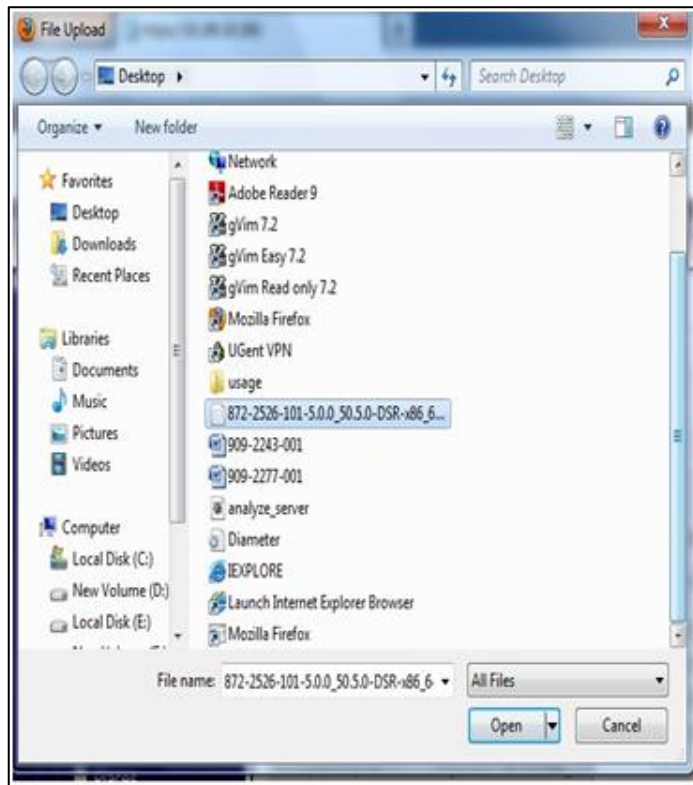 File Upload
Desktop
Search Desktop
Organize
New folder
Favorites
Desktop
Downloads
Recent Places
Libraries
Documents
Music
Pictures
Videos
Computer
Local Disk (C:)
New Volume (D:)
Local Disk (E:)
Network
Adobe Reader 9
gVim 7.2
gVim Easy 7.2
gVim Read only 7.2
Mozilla Firefox
UGent VPN
usage
872-2526-101-5.0.0_50.5.0-DSR-x86_6...
909-2243-001
909-2277-001
analyze_server
Diameter
IEXPLORE
Launch Internet Explorer Browser
Mozilla Firefox
File name: 872-2526-101-5.0.0_50.5.0-DSR-x86_6
All Files
Open
Cancel